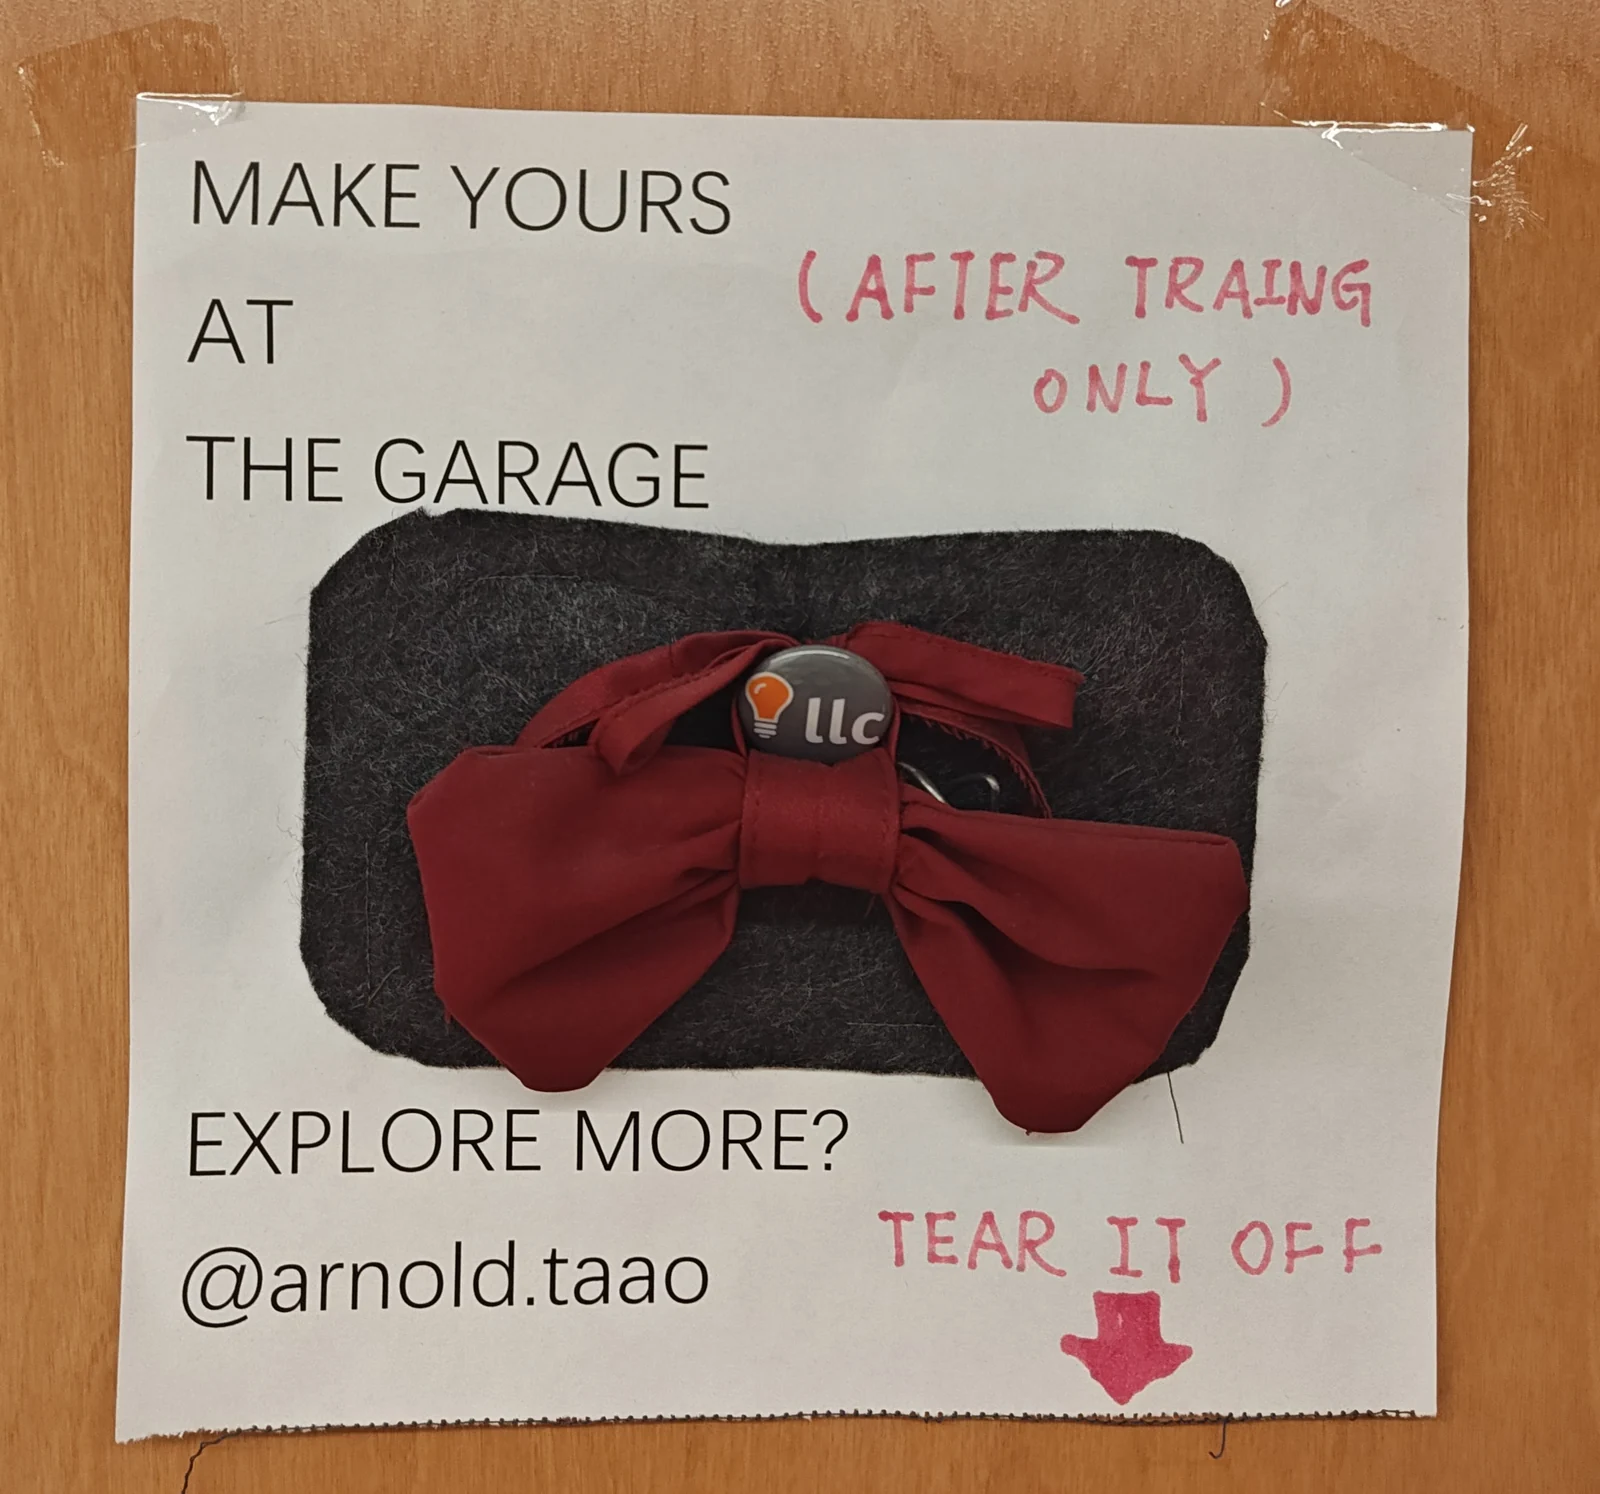 MAKE YOURS
(AFTER TRAING
ONLY)
AT
THE GARAGE
llc
EXPLORE MORE?
@arnold.taao
TEAR IT OFF